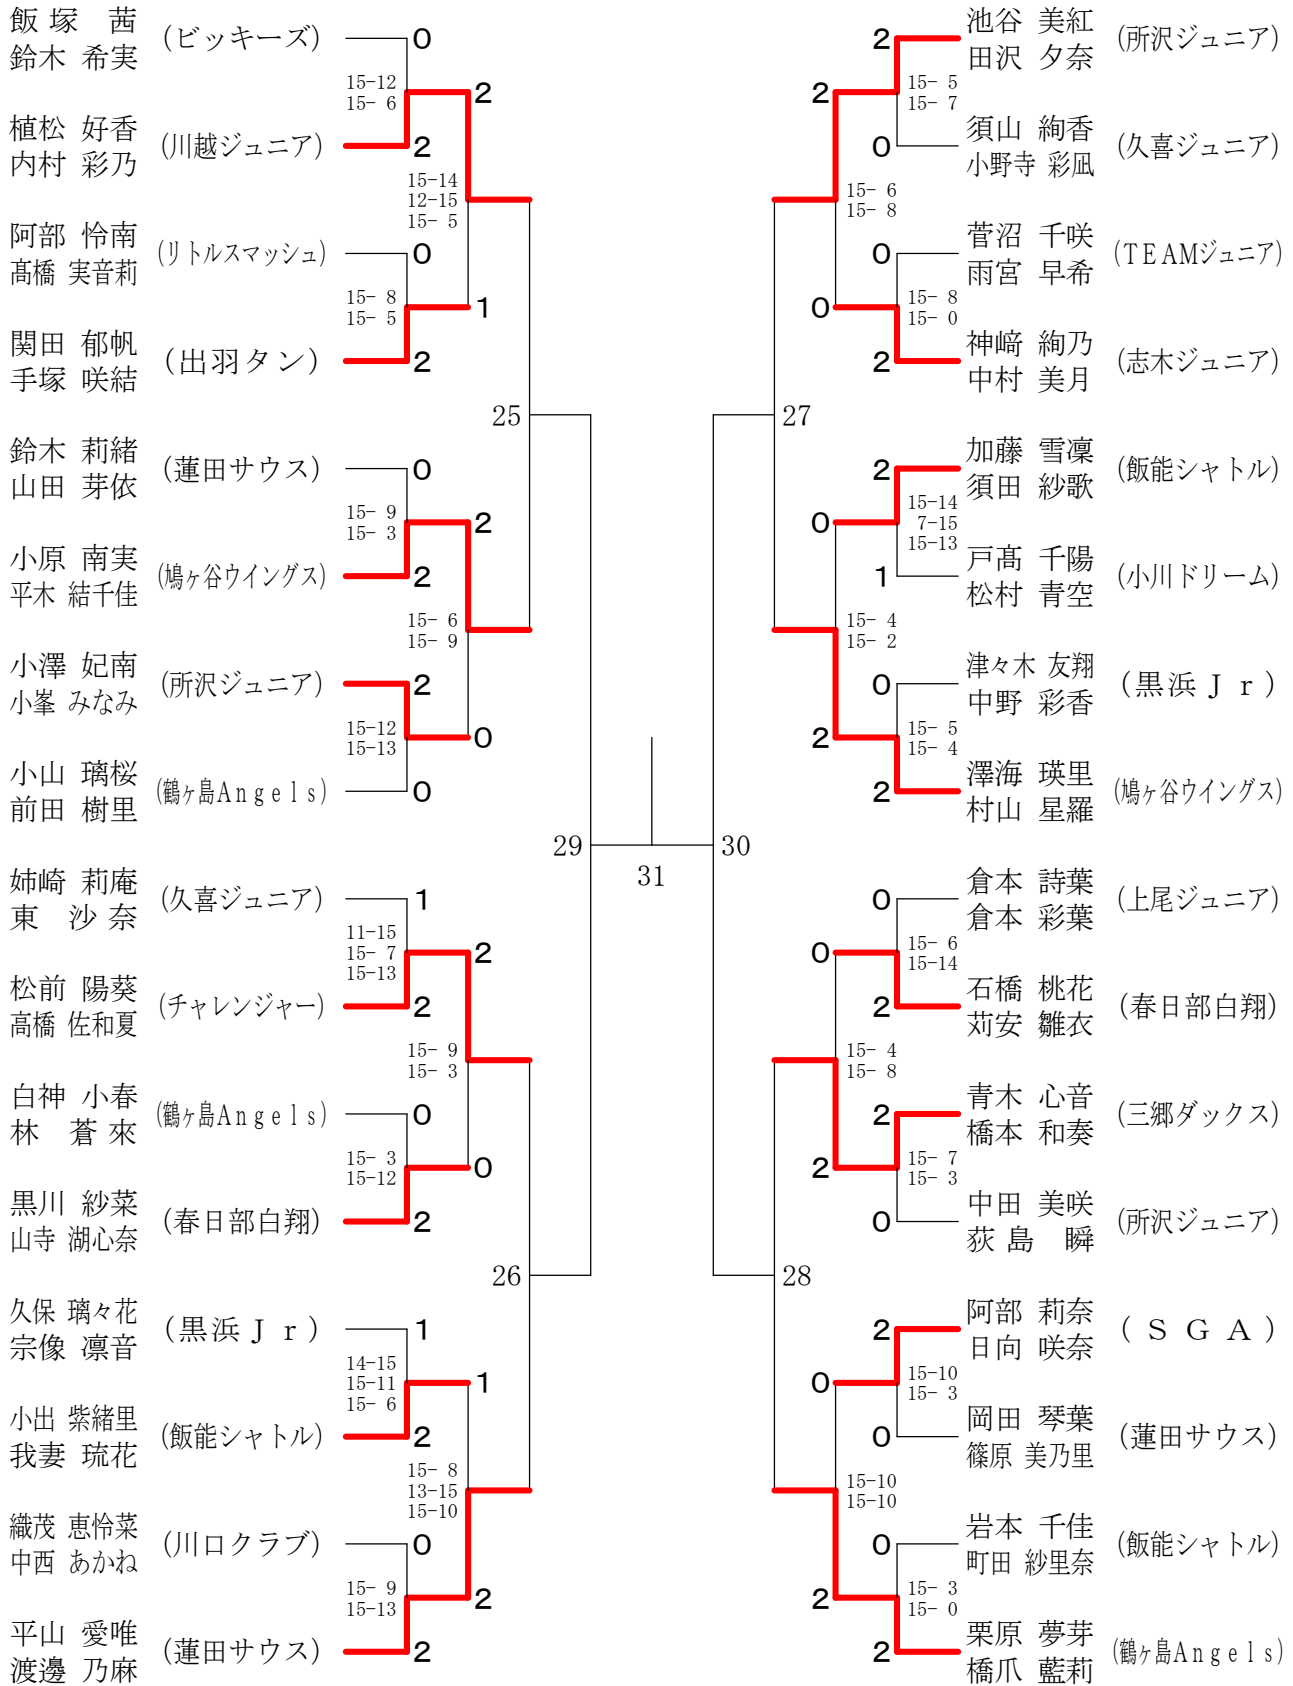 飯塚 茜
鈴木 希実
(ビッキーズ)
0
15-12
15- 6
2
植松 好香
内村 彩乃
(川越ジュニア)
2
15-14
12-15
15- 5
阿部 怜南
髙橋 実音莉
(リトルスマッシュ)
0
15- 8
15- 5
1
関田 郁帆
手塚 咲結
(出羽タン)
2
25
鈴木 莉緒
山田 芽依
(蓮田サウス)
0
15- 9
15- 3
2
小原 南実
平木 結千佳
(鳩ヶ谷ウイングス)
2
15- 6
15- 9
小澤 妃南
小峯 みなみ
(所沢ジュニア)
2
15-12
15-13
0
小山 璃桜
前田 樹里
(鶴ヶ島Angels)
0
29
姉崎 莉庵
東 沙奈
(久喜ジュニア)
1
11-15
15- 7
15-13
2
松前 陽葵
高橋 佐和夏
(チャレンジャー)
2
15- 9
15- 3
白神 小春
林 蒼來
(鶴ヶ島Angels)
0
15- 3
15-12
0
黒川 紗菜
山寺 湖心奈
(春日部白翔)
2
26
久保 璃々花
宗像 凛音
(黒浜Jr)
1
14-15
15-11
15- 6
1
小出 紫緒里
我妻 琉花
(飯能シャトル)
2
15- 8
13-15
15-10
織茂 恵怜菜
中西 あかね
(川口クラブ)
0
15- 9
15-13
2
平山 愛唯
渡邊 乃麻
(蓮田サウス)
2
31
池谷 美紅
田沢 夕奈
(所沢ジュニア)
2
15- 5
15- 7
2
須山 絢香
小野寺 彩凪
(久喜ジュニア)
0
15- 6
15- 8
菅沼 千咲
雨宮 早希
(TEAMジュニア)
0
15- 8
15- 0
0
神﨑 絢乃
中村 美月
(志木ジュニア)
2
27
加藤 雪凜
須田 紗歌
(飯能シャトル)
2
15-14
7-15
15-13
0
戸髙 千陽
松村 青空
(小川ドリーム)
1
15- 4
15- 2
津々木 友翔
中野 彩香
(黒浜Jr)
0
15- 5
15- 4
2
澤海 瑛里
村山 星羅
(鳩ヶ谷ウイングス)
2
30
倉本 詩葉
倉本 彩葉
(上尾ジュニア)
0
15- 6
15-14
0
石橋 桃花
苅安 雛衣
(春日部白翔)
2
15- 4
15- 8
青木 心音
橋本 和奏
(三郷ダックス)
2
15- 7
15- 3
2
中田 美咲
荻島 瞬
(所沢ジュニア)
0
28
阿部 莉奈
日向 咲奈
(SGA)
2
15-10
15- 3
0
岡田 琴葉
篠原 美乃里
(蓮田サウス)
0
15-10
15-10
岩本 千佳
町田 紗里奈
(飯能シャトル)
0
15- 3
15- 0
2
栗原 夢芽
橋爪 藍莉
(鶴ヶ島Angels)
2